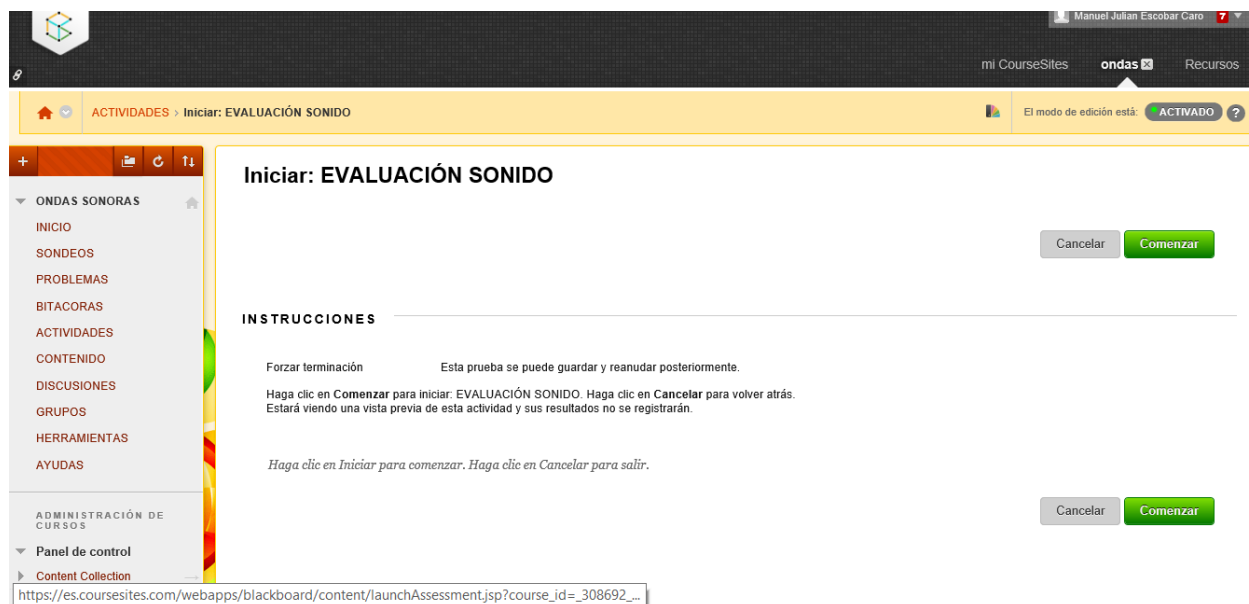 Manuel Julian Escobar Caro 7
mi CourseSites ondas Recursos
ACTIVIDADES > Iniciar: EVALUACIÓN SONIDO
El modo de edición está: ACTIVADO ?
Iniciar: EVALUACIÓN SONIDO
ONDAS SONORAS
INICIO
SONDEOS
PROBLEMAS
BITACORAS
ACTIVIDADES
CONTENIDO
DISCUSIONES
GRUPOS
HERRAMIENTAS
AYUDAS
ADMINISTRACIÓN DE
CURSOS
Panel de control
Content Collection
Cancelar Comenzar
INSTRUCCIONES
Forzar terminación Esta prueba se puede guardar y reanudar posteriormente.
Haga clic en Comenzar para iniciar: EVALUACIÓN SONIDO. Haga clic en Cancelar para volver atrás.
Estará viendo una vista previa de esta actividad y sus resultados no se registrarán.
Haga clic en Iniciar para comenzar. Haga clic en Cancelar para salir.
Cancelar Comenzar
https://es.coursesites.com/webapps/blackboard/content/launchAssessment.jsp?course_id=_308692_...